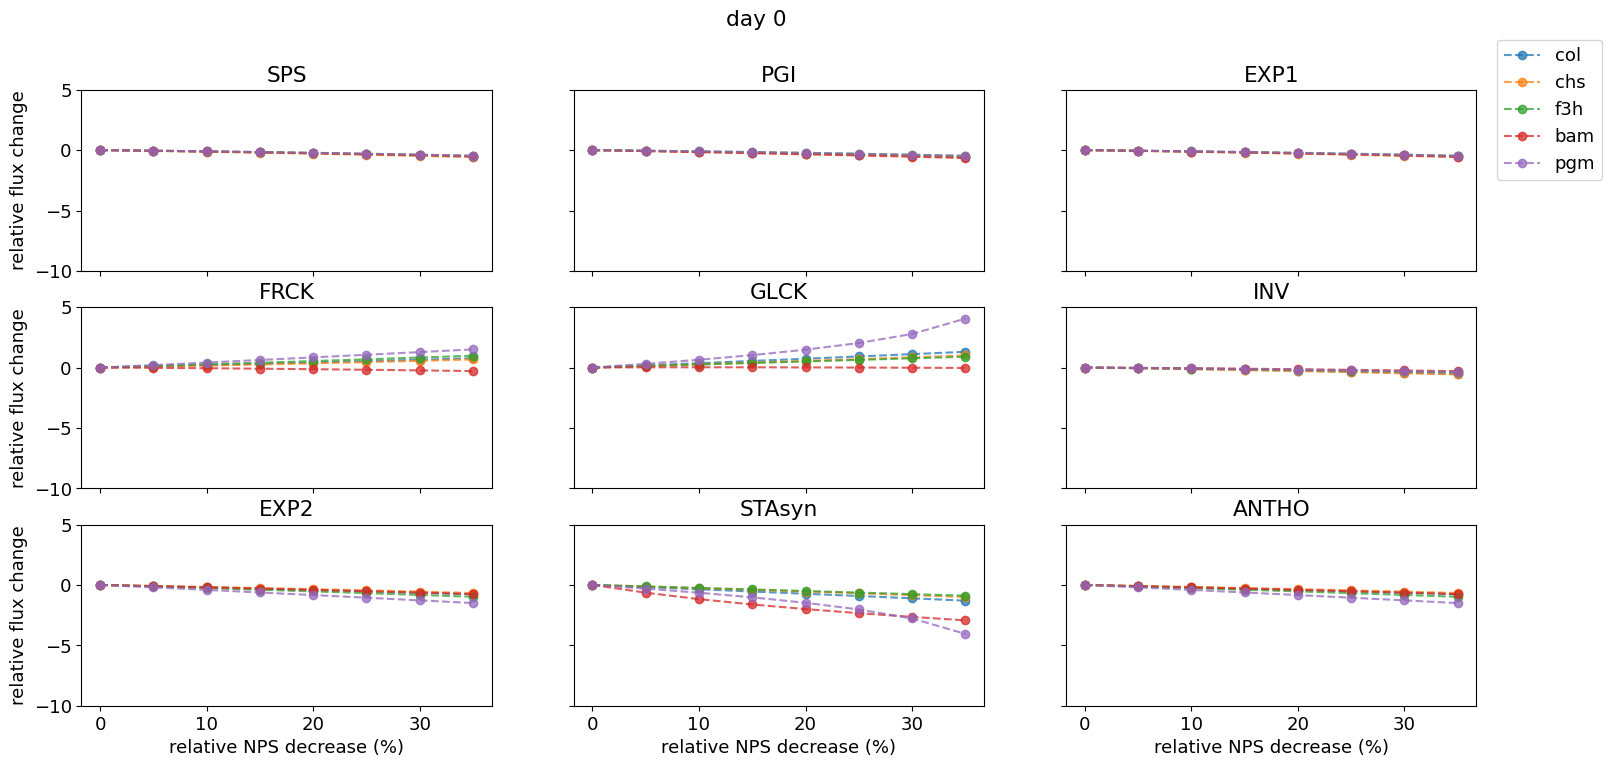 day 0
SPS
PGI
EXP1
col
chs
f3h
bam
pgm
relative flux change
5
0
−5
−10
FRCK
GLCK
INV
relative flux change
5
0
−5
−10
EXP2
STAsyn
ANTHO
relative flux change
5
0
−5
−10
0 10 20 30
0 10 20 30
0 10 20 30
relative NPS decrease (%)
relative NPS decrease (%)
relative NPS decrease (%)